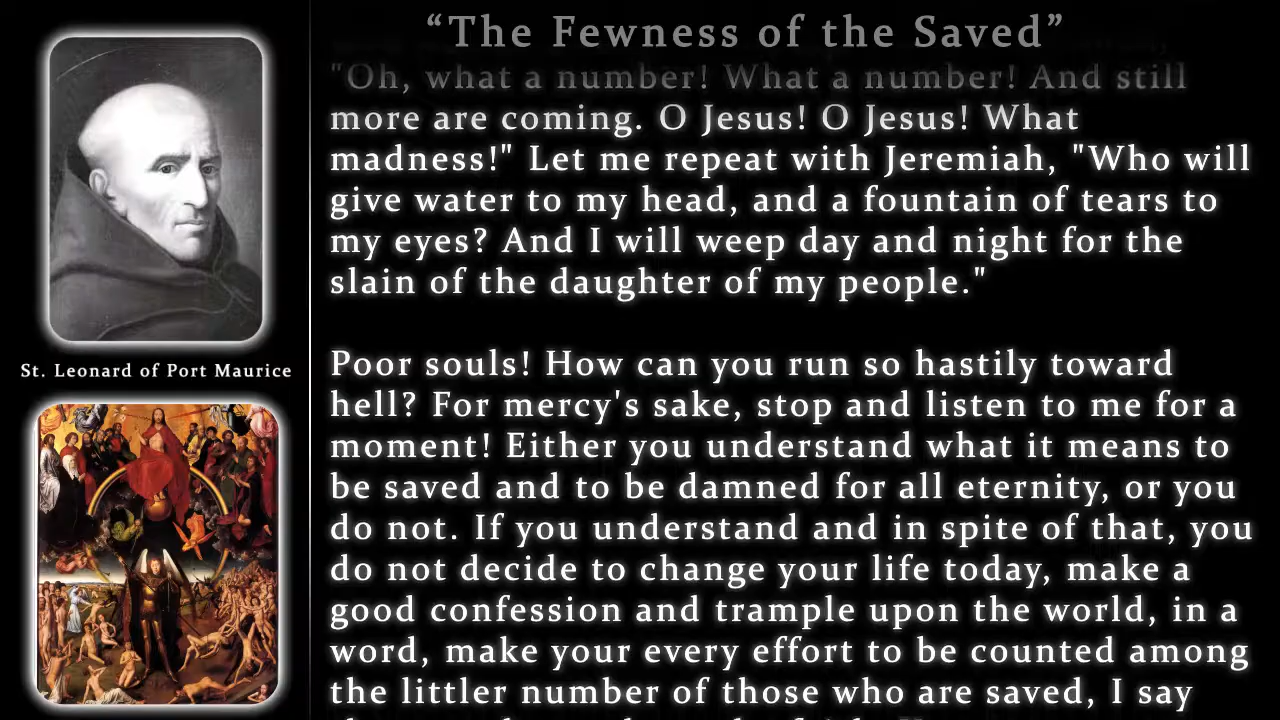 “The Fewness of the Saved”
"Oh, what a number! What a number! And still
more are coming. O Jesus! O Jesus! What
madness!" Let me repeat with Jeremiah, "Who will
give water to my head, and a fountain of tears to
my eyes? And I will weep day and night for the
slain of the daughter of my people."
Poor souls! How can you run so hastily toward
hell? For mercy's sake, stop and listen to me for a
moment! Either you understand what it means to
be saved and to be damned for all eternity, or you
do not. If you understand and in spite of that, you
do not decide to change your life today, make a
good confession and trample upon the world, in a
word, make your every effort to be counted among
the littler number of those who are saved, I say
St. Leonard of Port Maurice